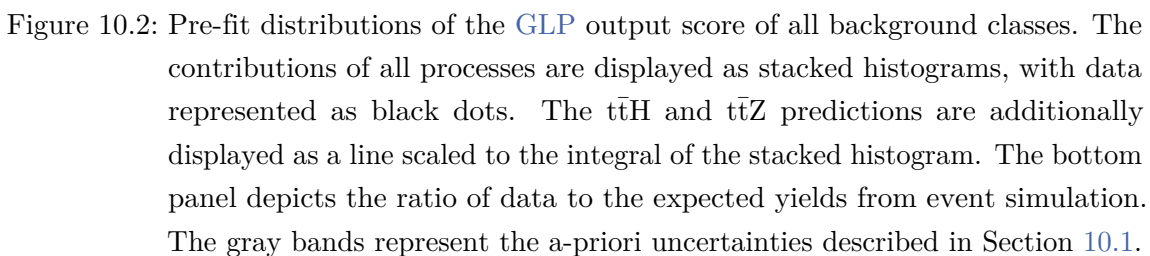 Figure 10.2: Pre-fit distributions of the GLP output score of all background classes. The
contributions of all processes are displayed as stacked histograms, with data
represented as black dots. The tt̄H and tt̄Z predictions are additionally
displayed as a line scaled to the integral of the stacked histogram. The bottom
panel depicts the ratio of data to the expected yields from event simulation.
The gray bands represent the a-priori uncertainties described in Section 10.1.